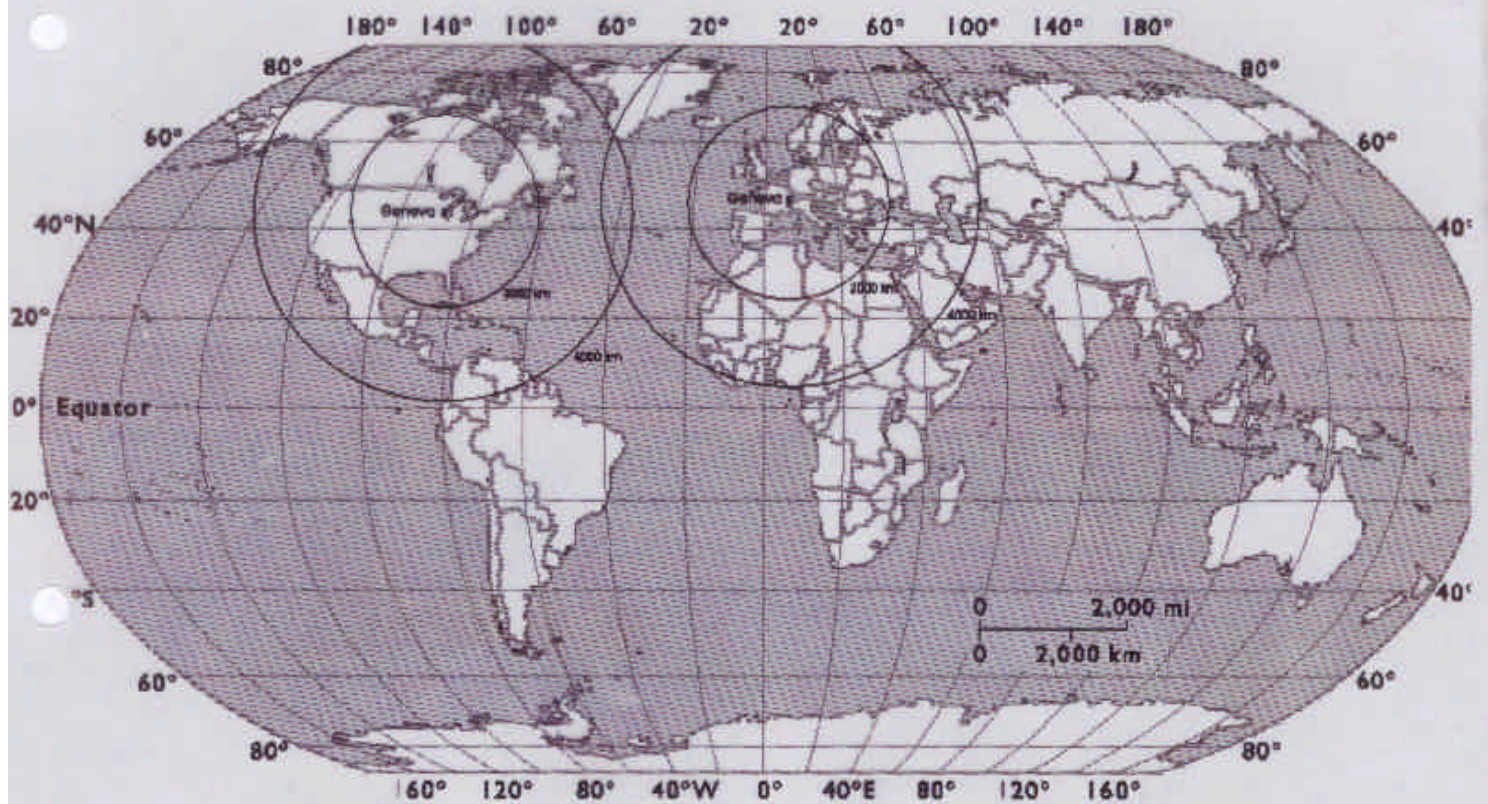 180° 140° 100° 60° 20° 20° 60° 100° 140° 180°
80° 80°
60° 60°
Geneva Geneva
40°N 40°
2000 km 2000 km
20° 4000 km
4000 km
0° Equator
20°
0 2,000 mi
°S 40°
0 2,000 km
60° 60°
80° 80°
160° 120° 80° 40°W 0° 40°E 80° 120° 160°